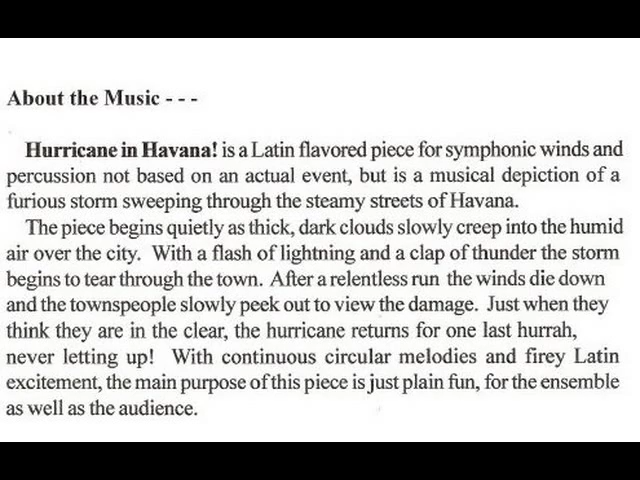 About the Music - - -
Hurricane in Havana! is a Latin flavored piece for symphonic winds and
percussion not based on an actual event, but is a musical depiction of a
furious storm sweeping through the steamy streets of Havana.
The piece begins quietly as thick, dark clouds slowly creep into the humid
air over the city. With a flash of lightning and a clap of thunder the storm
begins to tear through the town. After a relentless run the winds die down
and the townspeople slowly peek out to view the damage. Just when they
think they are in the clear, the hurricane returns for one last hurrah,
never letting up! With continuous circular melodies and firey Latin
excitement, the main purpose of this piece is just plain fun, for the ensemble
as well as the audience.